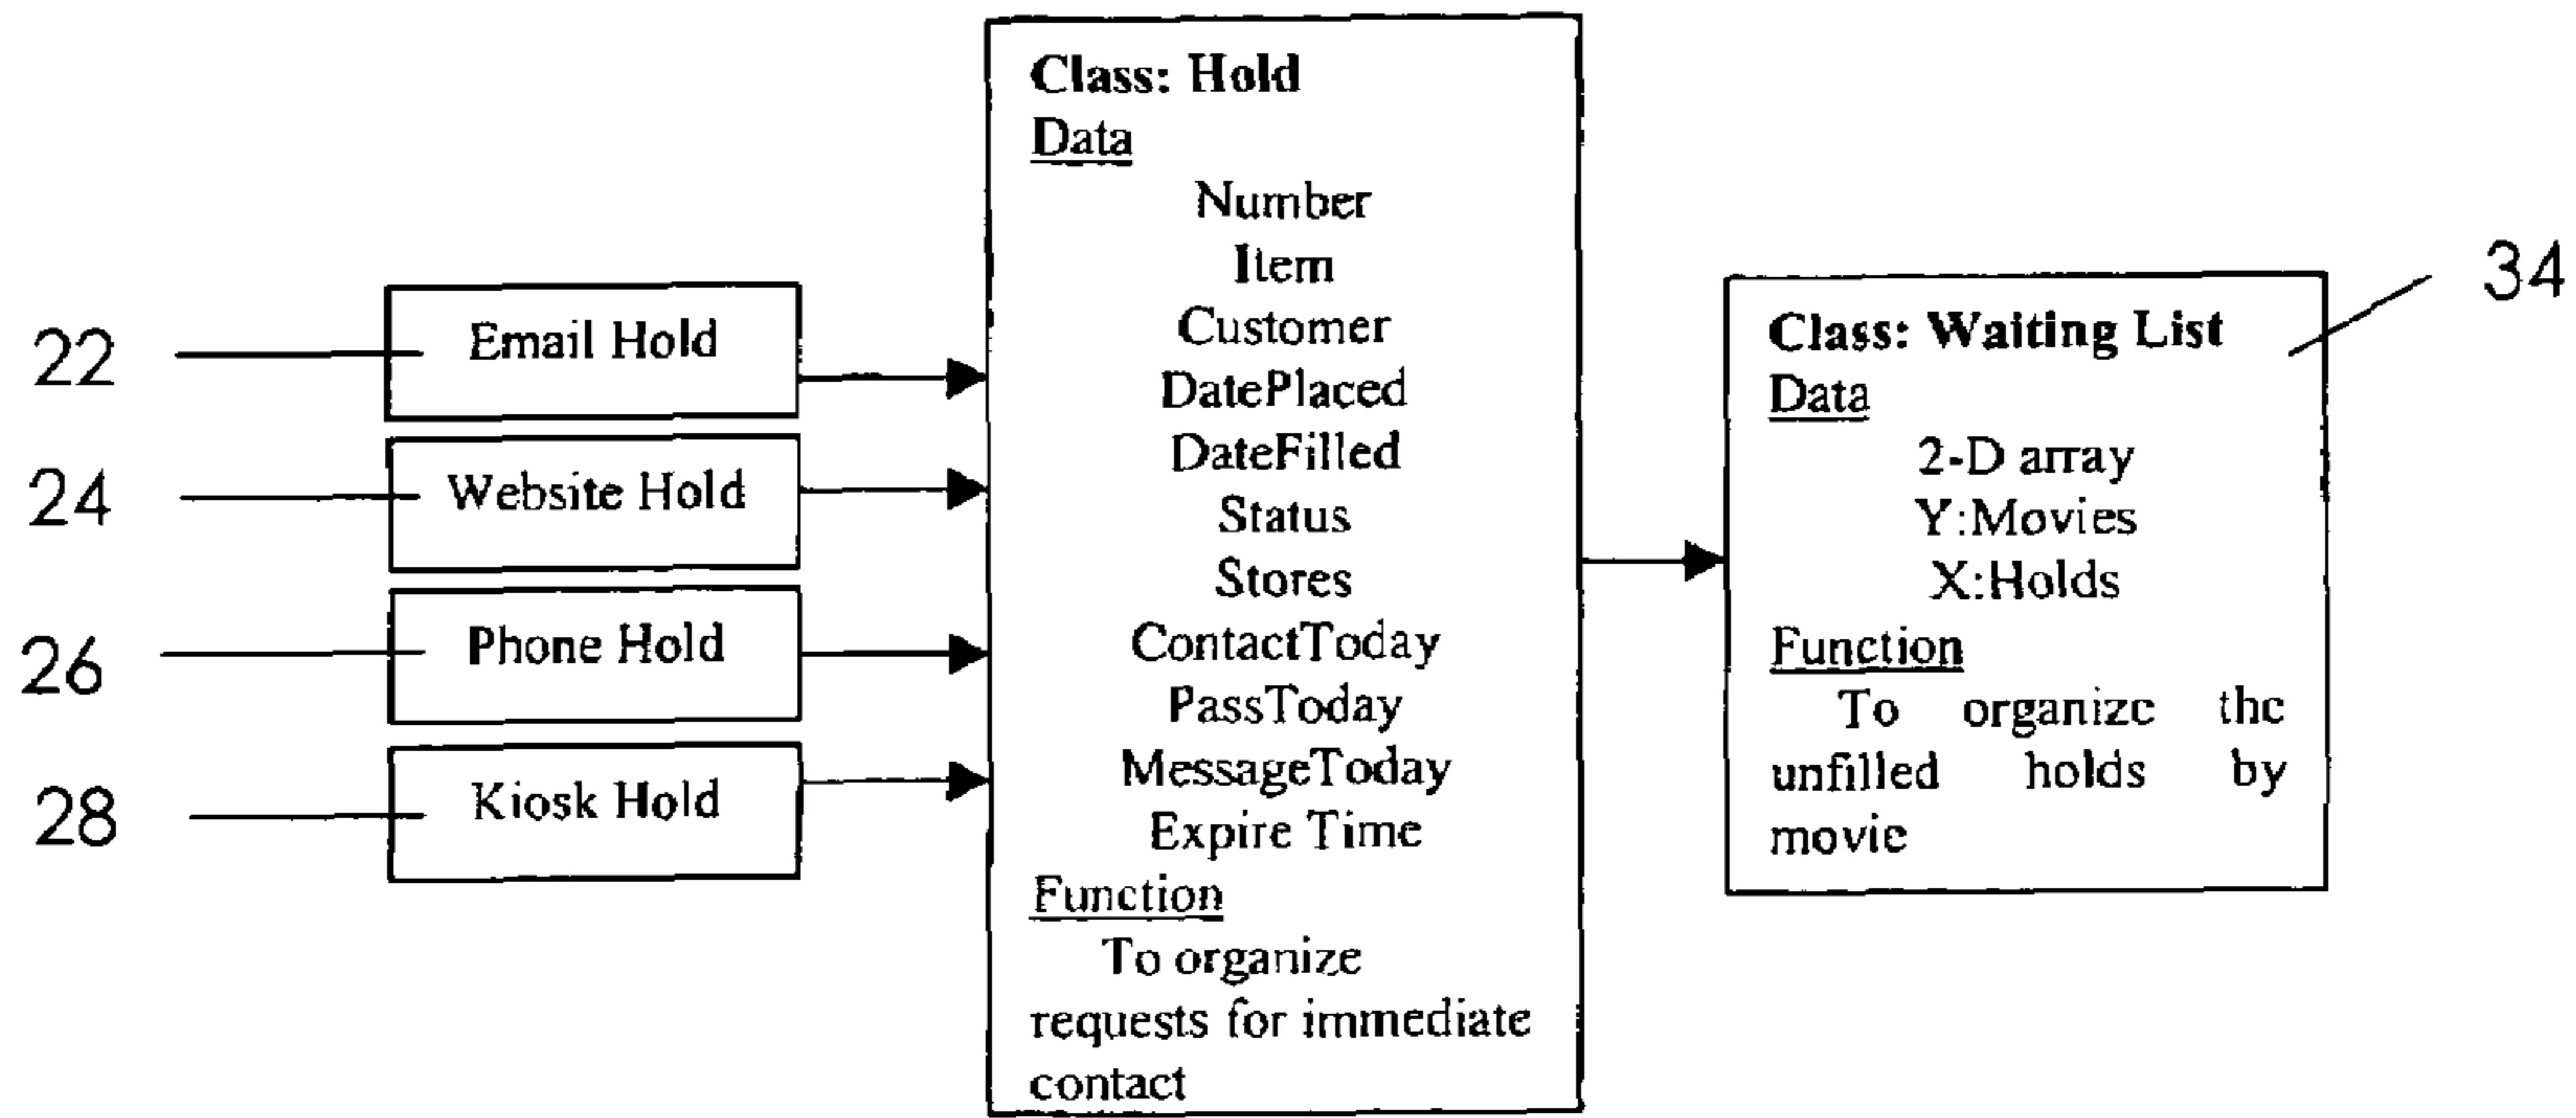 22
Email Hold
24
Website Hold
26
Phone Hold
28
Kiosk Hold
Class: Hold
Data
Number
Item
Customer
DatePlaced
DateFilled
Status
Stores
ContactToday
PassToday
MessageToday
Expire Time
Function
To organize
requests for immediate
contact
34
Class: Waiting List
Data
2-D array
Y:Movies
X:Holds
Function
To organize the
unfilled holds by
movie